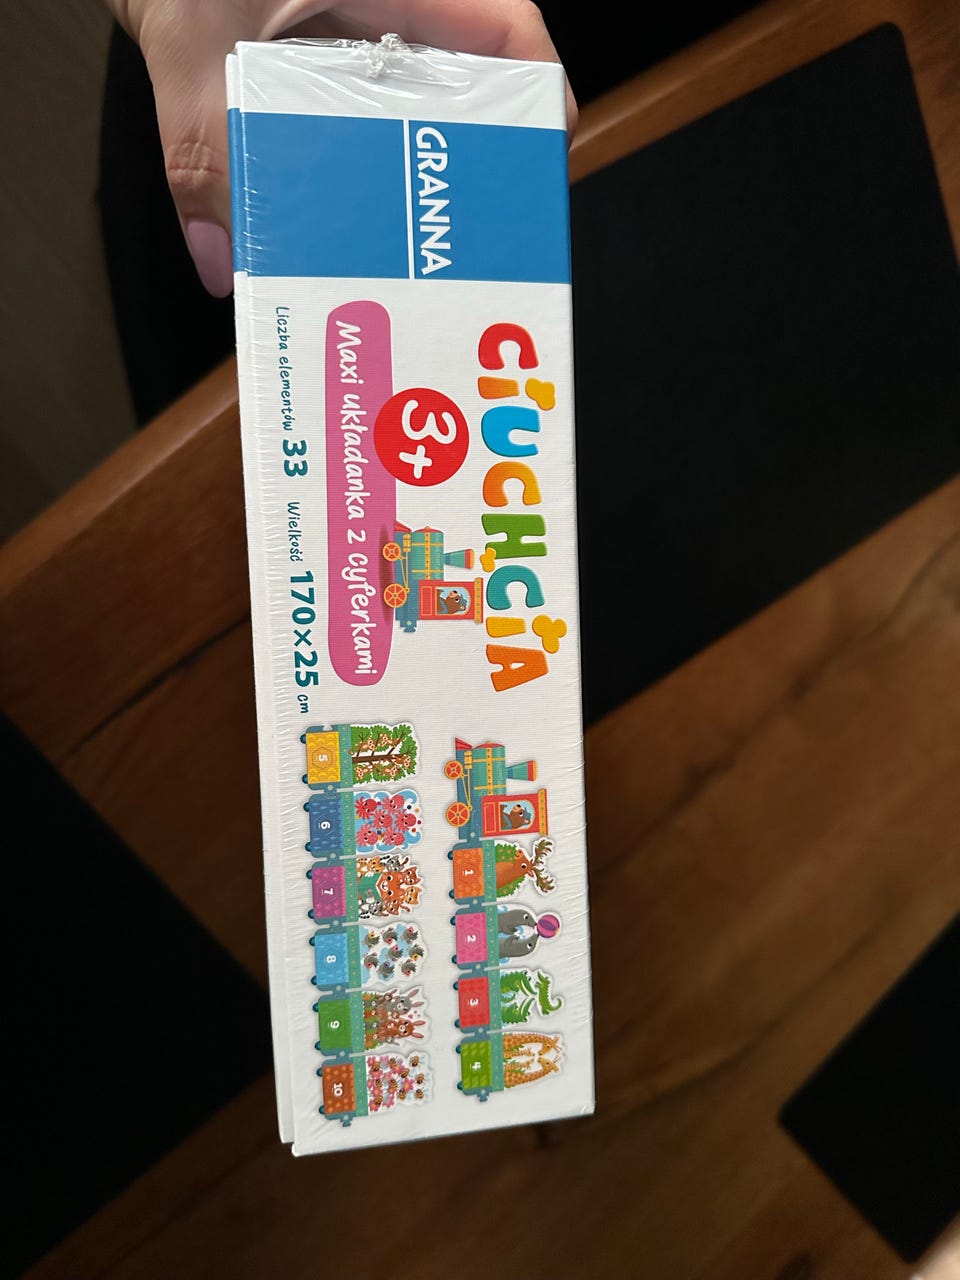 GRANNA
CIUCHCIA
3+
Maxi układanka z cyferkami
Liczba elementów 33 Wielkość 170×25 cm
1 2 3 4
5 6 7 8 9 10